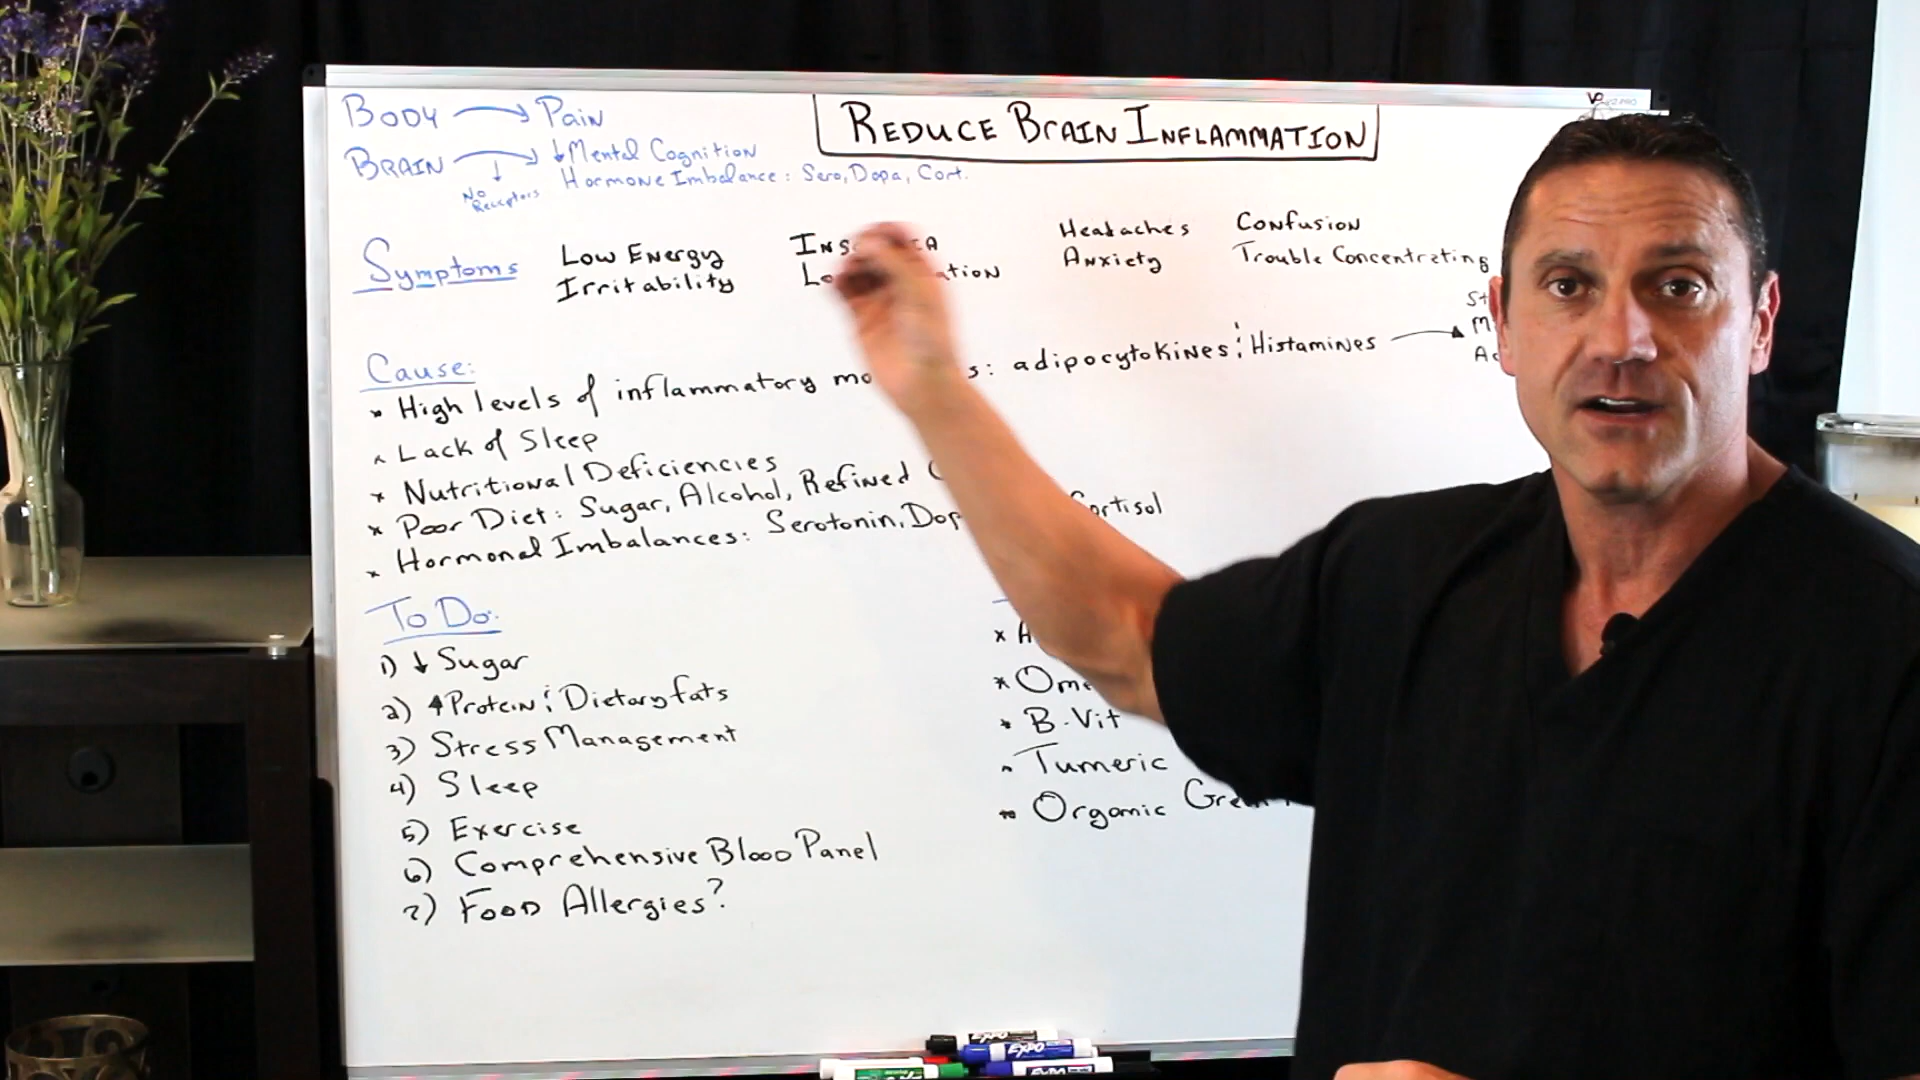 REDUCE BRAIN INFLAMMATION
BODY → Pain
BRAIN → ↓ Mental Cognition
No Receptors
Hormone Imbalance: Sero, Dopa, Cort.
Symptoms
Low Energy
Irritability
Headaches
Anxiety
Confusion
Trouble Concentrating
Cause:
* High levels of inflammatory : adipocytokines & Histamines →
* Lack of Sleep
* Nutritional Deficiencies
* Poor Diet: Sugar, Alcohol, Refined
* Hormonal Imbalances: Serotonin,
To Do:
1) ↓ Sugar
2) ↑ Protein & Dietary fats
3) Stress Management
4) Sleep
5) Exercise
6) Comprehensive Blood Panel
7) Food Allergies?
* B-Vit
* Tumeric
* Organic
EXPO
EXPO
EXPO